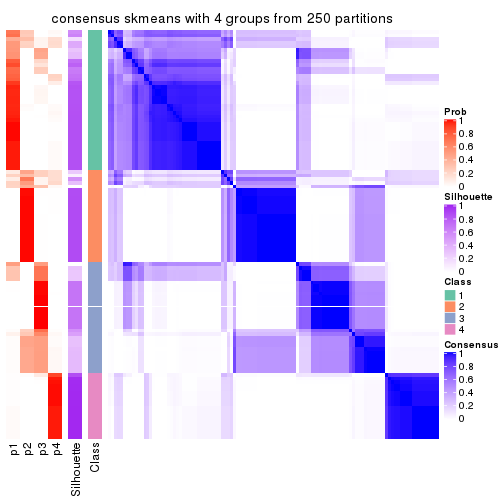 consensus skmeans with 4 groups from 250 partitions
Prob
1
0.8
0.6
0.4
0.2
0
Silhouette
1
0.8
0.6
0.4
0.2
0
Class
1
2
3
4
Consensus
1
0.8
0.6
0.4
0.2
0
p1
p2
p3
p4
Silhouette
Class